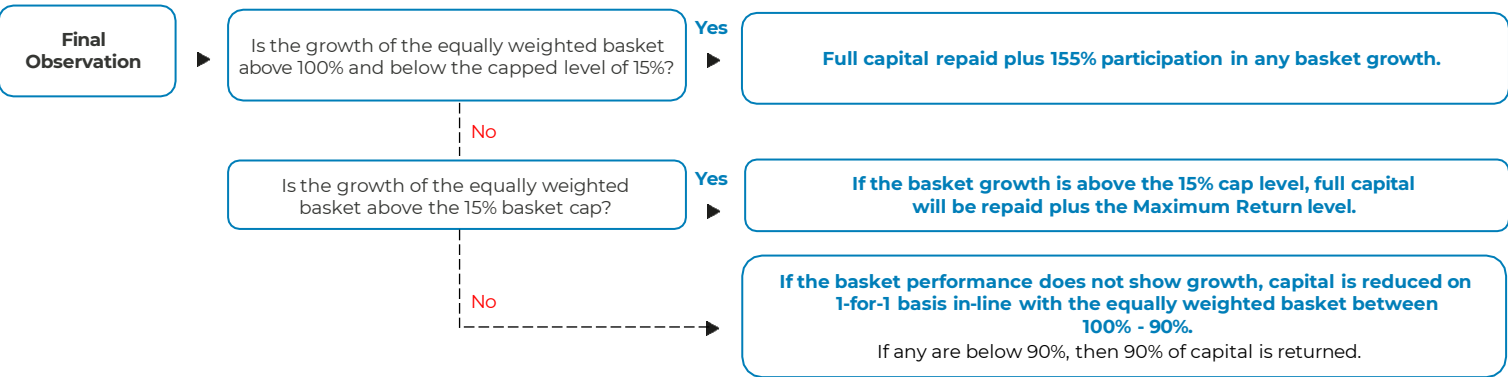 Final
Observation
Is the growth of the equally weighted basket
above 100% and below the capped level of 15%?
Yes
Full capital repaid plus 155% participation in any basket growth.
No
Is the growth of the equally weighted
basket above the 15% basket cap?
Yes
If the basket growth is above the 15% cap level, full capital
will be repaid plus the Maximum Return level.
No
If the basket performance does not show growth, capital is reduced on
1-for-1 basis in-line with the equally weighted basket between
100% - 90%.
If any are below 90%, then 90% of capital is returned.